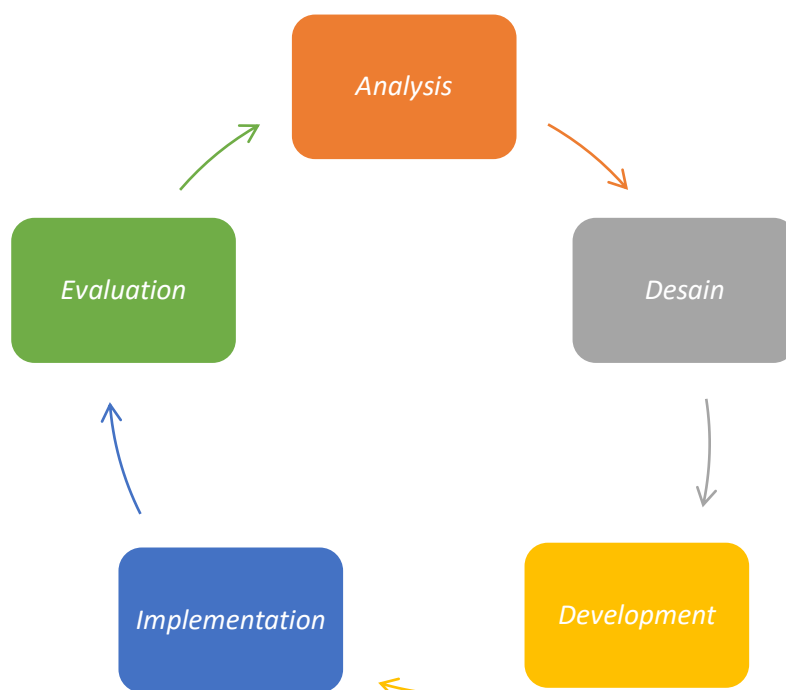 Analysis
Evaluation
Desain
Implementation
Development